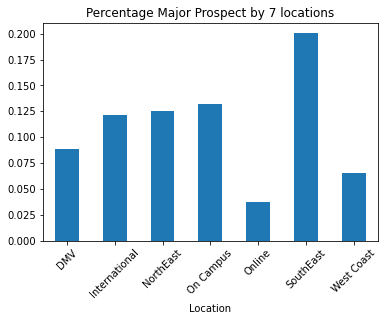 Percentage Major Prospect by 7 locations
0.200
0.175
0.150
0.125
0.100
0.075
0.050
0.025
0.000
DMV
International
NorthEast
On Campus
Online
SouthEast
West Coast
Location